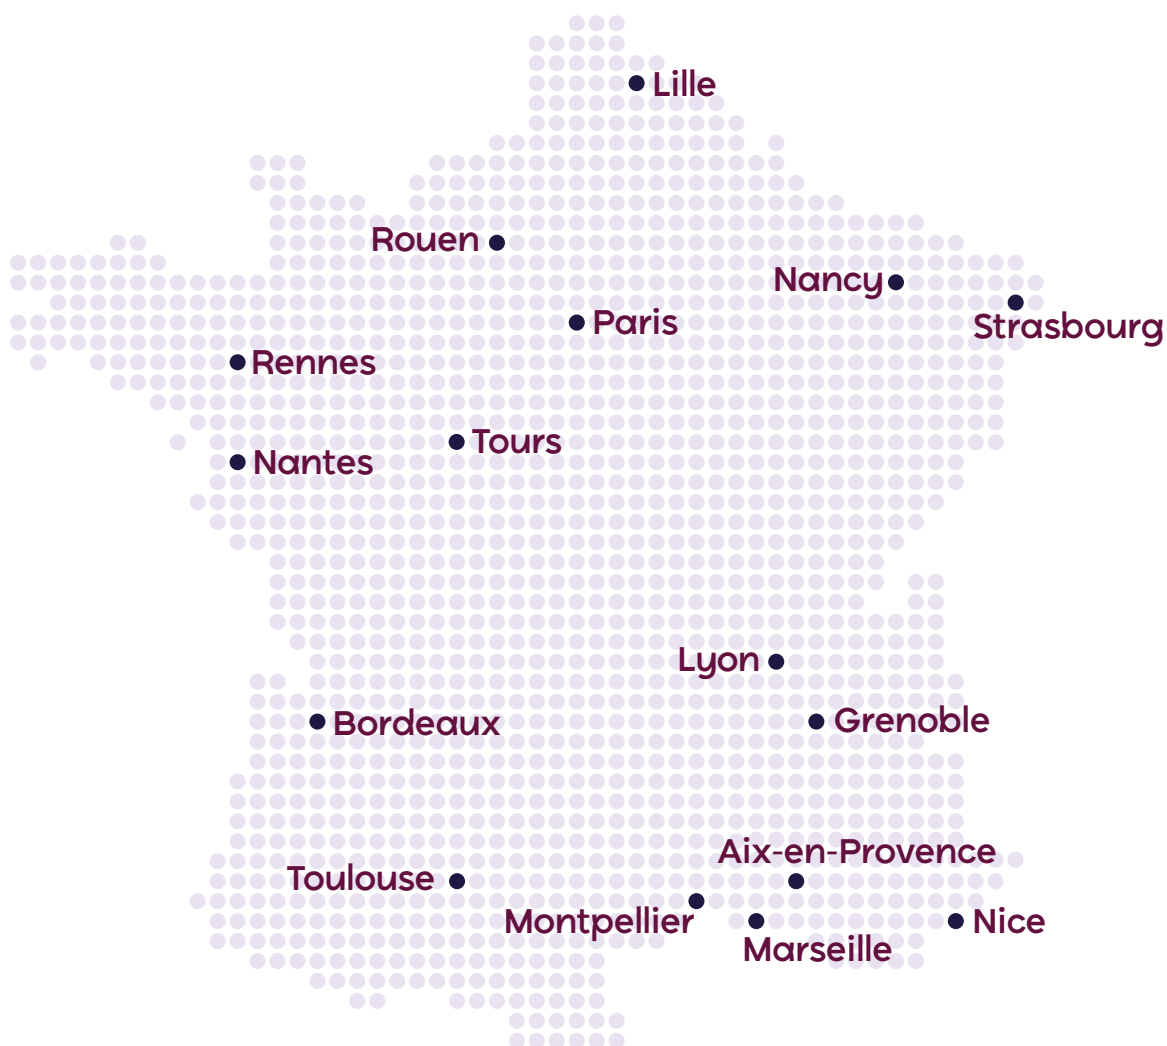 Lille
Rouen
Nancy
Strasbourg
Paris
Rennes
Tours
Nantes
Lyon
Bordeaux
Grenoble
Aix-en-Provence
Toulouse
Montpellier
Nice
Marseille